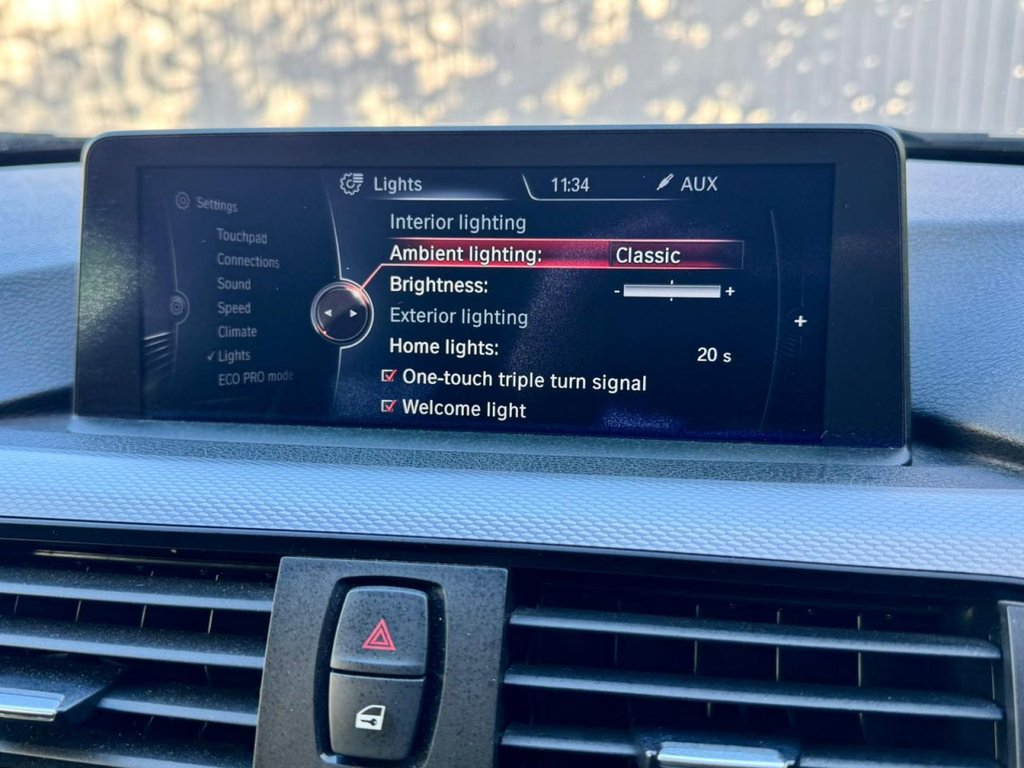 Lights 11:34 AUX
Settings
Touchpad
Connections
Sound
Speed
Climate
Lights
ECO PRO mode
Interior lighting
Ambient lighting: Classic
Brightness: - +
Exterior lighting
Home lights: 20 s
One-touch triple turn signal
Welcome light
+